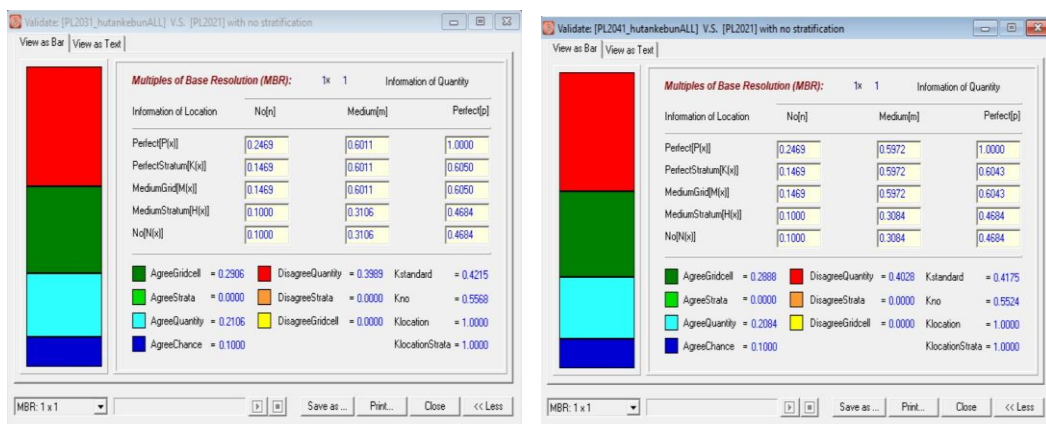 Validate: [PL2031_hutankebunALL] V.S. [PL2021] with no stratification
View as Bar View as Text
Multiples of Base Resolution (MBR): 1x 1 Information of Quantity
Information of Location No[n] Medium[m] Perfect[p]
Perfect[P(x)] 0.2469 0.6011 1.0000
PerfectStratum[K(x)] 0.1469 0.6011 0.6050
MediumGrid[M(x)] 0.1469 0.6011 0.6050
MediumStratum[H(x)] 0.1000 0.3106 0.4684
No[N(x)] 0.1000 0.3106 0.4684
AgreeGridcell = 0.2906 DisagreeQuantity = 0.3989 Kstandard = 0.4215
AgreeStrata = 0.0000 DisagreeStrata = 0.0000 Kno = 0.5568
AgreeQuantity = 0.2106 DisagreeGridcell = 0.0000 Klocation = 1.0000
AgreeChance = 0.1000 KlocationStrata = 1.0000
MBR: 1 x 1 Save as ... Print... Close << Less
Validate: [PL2041_hutankebunALL] V.S. [PL2021] with no stratification
View as Bar View as Text
Multiples of Base Resolution (MBR): 1x 1 Information of Quantity
Information of Location No[n] Medium[m] Perfect[p]
Perfect[P(x)] 0.2469 0.5972 1.0000
PerfectStratum[K(x)] 0.1469 0.5972 0.6043
MediumGrid[M(x)] 0.1469 0.5972 0.6043
MediumStratum[H(x)] 0.1000 0.3084 0.4684
No[N(x)] 0.1000 0.3084 0.4684
AgreeGridcell = 0.2888 DisagreeQuantity = 0.4028 Kstandard = 0.4175
AgreeStrata = 0.0000 DisagreeStrata = 0.0000 Kno = 0.5524
AgreeQuantity = 0.2084 DisagreeGridcell = 0.0000 Klocation = 1.0000
AgreeChance = 0.1000 KlocationStrata = 1.0000
MBR: 1 x 1 Save as ... Print... Close << Less